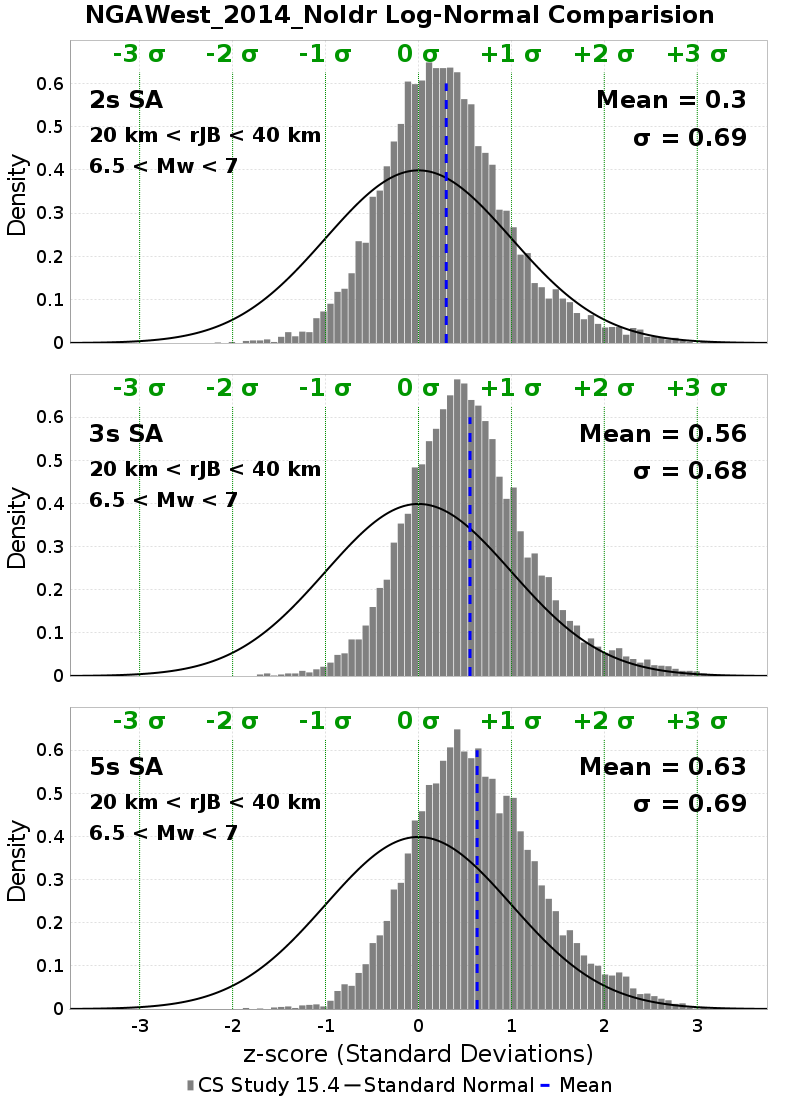 NGAWest_2014_NoIdr Log-Normal Comparision
-3 σ -2 σ -1 σ 0 σ +1 σ +2 σ +3 σ
2s SA
Mean = 0.3
20 km < rJB < 40 km
σ = 0.69
6.5 < Mw < 7
Density
0.6
0.5
0.4
0.3
0.2
0.1
0
-3 σ -2 σ -1 σ 0 σ +1 σ +2 σ +3 σ
3s SA
Mean = 0.56
20 km < rJB < 40 km
σ = 0.68
6.5 < Mw < 7
Density
0.6
0.5
0.4
0.3
0.2
0.1
0
-3 σ -2 σ -1 σ 0 σ +1 σ +2 σ +3 σ
5s SA
Mean = 0.63
20 km < rJB < 40 km
σ = 0.69
6.5 < Mw < 7
Density
0.6
0.5
0.4
0.3
0.2
0.1
0
-3 -2 -1 0 1 2 3
z-score (Standard Deviations)
CS Study 15.4 Standard Normal Mean